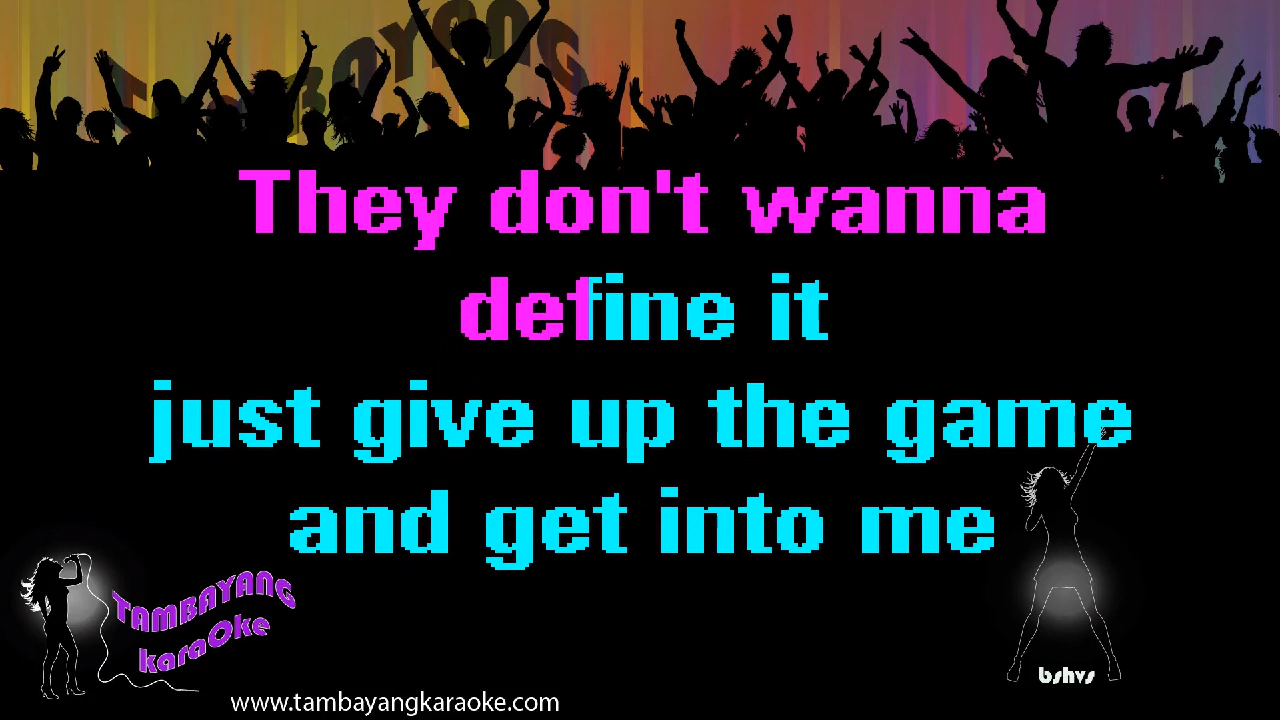 TAMBAYANG
They don't wanna
define it
just give up the game
and get into me
TAMBAYANG
karaOke
bshvs
www.tambayangkaraoke.com